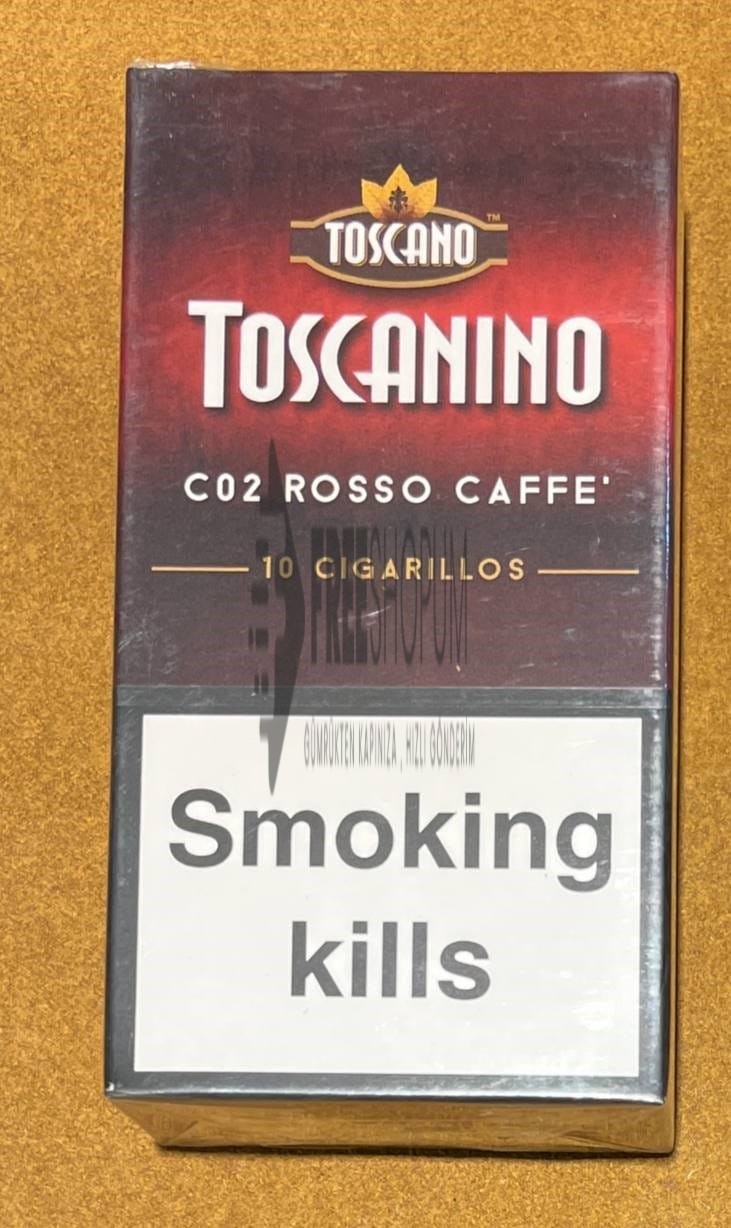 TOSCANO TM
TOSCANINO
C02 ROSSO CAFFE'
10 CIGARILLOS
FREESHOPUM
GÜMRÜKTEN KAPINIZA, HIZLI GÖNDERİM
Smoking
kills